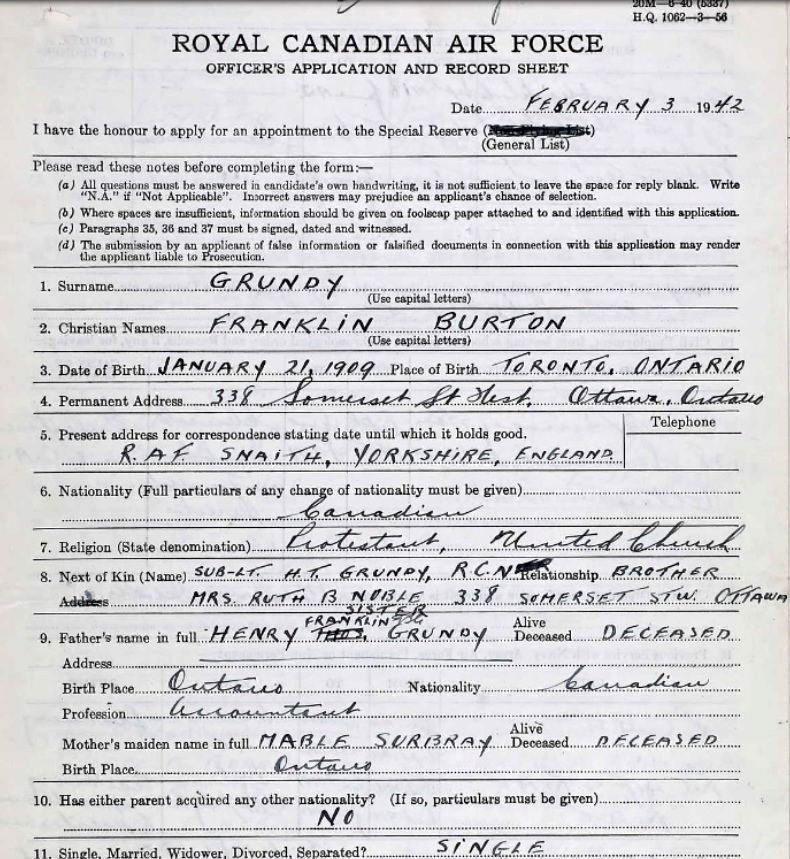 20M—6-40 (5337)
H.Q. 1062—3—56
ROYAL CANADIAN AIR FORCE
OFFICER'S APPLICATION AND RECORD SHEET
Date FEBRUARY 3 1942
I have the honour to apply for an appointment to the Special Reserve (Non-Flying List)
(General List)
Please read these notes before completing the form:—
(a) All questions must be answered in candidate's own handwriting, it is not sufficient to leave the space for reply blank. Write
"N.A." if "Not Applicable". Incorrect answers may prejudice an applicant's chance of selection.
(b) Where spaces are insufficient, information should be given on foolscap paper attached to and identified with this application.
(c) Paragraphs 35, 36 and 37 must be signed, dated and witnessed.
(d) The submission by an applicant of false information or falsified documents in connection with this application may render
the applicant liable to Prosecution.
1. Surname GRUNDY
(Use capital letters)
2. Christian Names FRANKLIN BURTON
(Use capital letters)
3. Date of Birth JANUARY 21, 1909 Place of Birth TORONTO, ONTARIO
4. Permanent Address 338 Somerset St West, Ottawa, Ontario
Telephone
5. Present address for correspondence stating date until which it holds good.
R.A.F SNAITH, YORKSHIRE, ENGLAND
6. Nationality (Full particulars of any change of nationality must be given)
Canadian
7. Religion (State denomination) Protestant, United Church
8. Next of Kin (Name) SUB-LT. H.T. GRUNDY, R.C.N Relationship BROTHER
Address MRS. RUTH B NOBLE 338 SOMERSET ST W. OTTAWA
SISTER
FRANKLIN
9. Father's name in full HENRY THOS. GRUNDY Alive Deceased DECEASED
Address
Birth Place Ontario Nationality Canadian
Profession Accountant
Mother's maiden name in full MABLE SURBRAY Alive Deceased DECEASED
Birth Place Ontario
10. Has either parent acquired any other nationality? (If so, particulars must be given)
NO
11. Single, Married, Widower, Divorced, Separated? SINGLE